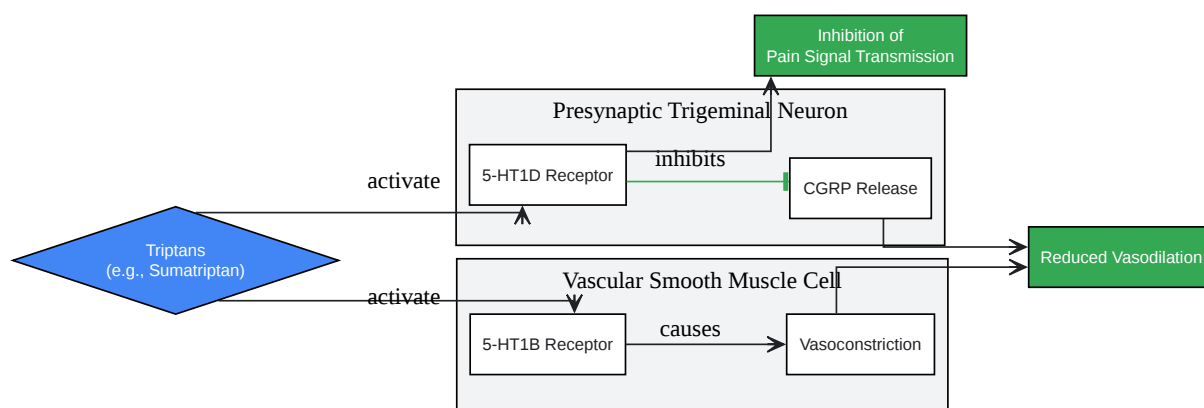 Inhibition of
Pain Signal Transmission
Presynaptic Trigeminal Neuron
inhibits
5-HT1D Receptor
activate
CGRP Release
Triptans
(e.g., Sumatriptan)
Reduced Vasodilation
Vascular Smooth Muscle Cell
activate
causes
5-HT1B Receptor
Vasoconstriction